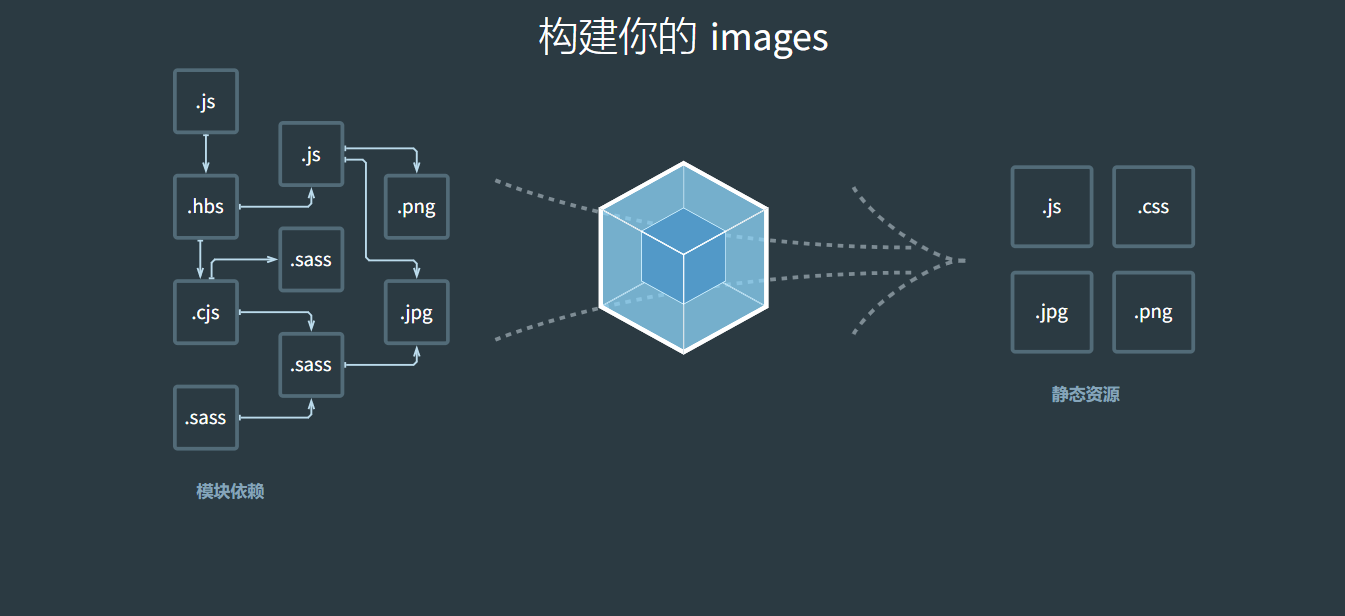 构建你的 images
.js
.js
.hbs
.png
.sass
.cjs
.jpg
.sass
.sass
模块依赖
.js
.css
.jpg
.png
静态资源